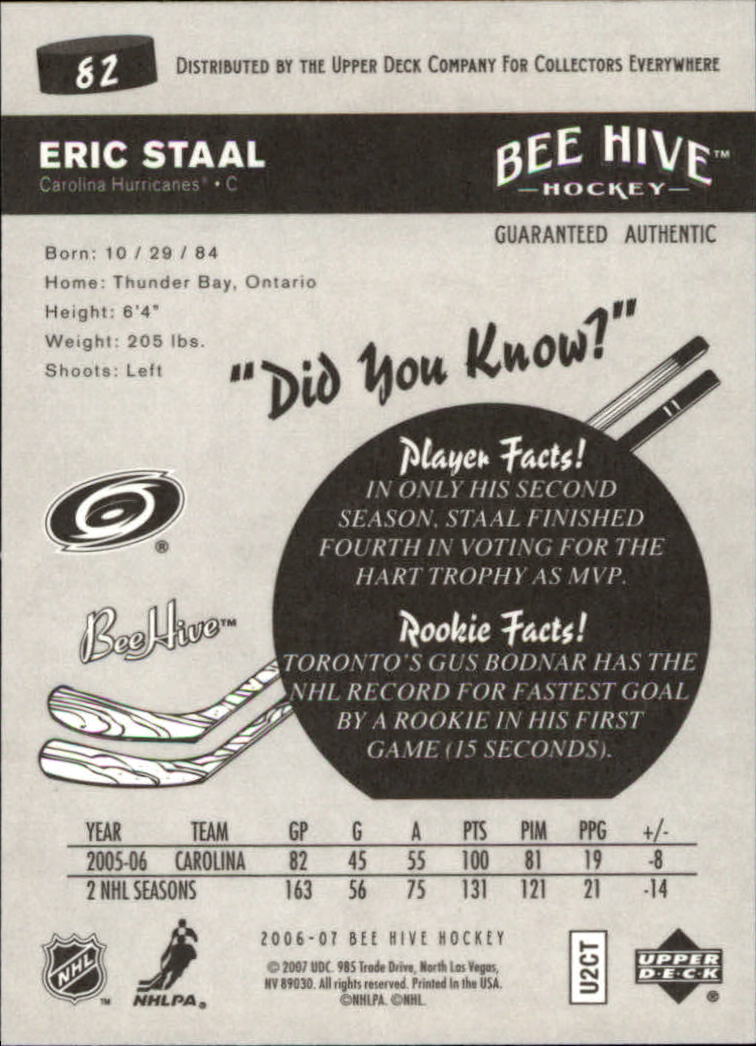 82
DISTRIBUTED BY THE UPPER DECK COMPANY FOR COLLECTORS EVERYWHERE
ERIC STAAL
Carolina Hurricanes® • C
BEE HIVE™
—HOCKEY—
GUARANTEED AUTHENTIC
Born: 10 / 29 / 84
Home: Thunder Bay, Ontario
Height: 6'4"
Weight: 205 lbs.
Shoots: Left
"Did You Know?"
11
Player Facts!
IN ONLY HIS SECOND
SEASON, STAAL FINISHED
FOURTH IN VOTING FOR THE
HART TROPHY AS MVP.
®
BeeHive™
Rookie Facts!
TORONTO'S GUS BODNAR HAS THE
NHL RECORD FOR FASTEST GOAL
BY A ROOKIE IN HIS FIRST
GAME (15 SECONDS).
YEAR TEAM GP G A PTS PIM PPG +/-
2005-06 CAROLINA 82 45 55 100 81 19 -8
2 NHL SEASONS 163 56 75 131 121 21 -14
NHL™
NHLPA®
2006-07 BEE HIVE HOCKEY
© 2007 UDC. 985 Trade Drive, North Las Vegas,
NV 89030. All rights reserved. Printed In the USA.
©NHLPA. ©NHL.
U2CT
UPPER
D·E·C·K
®